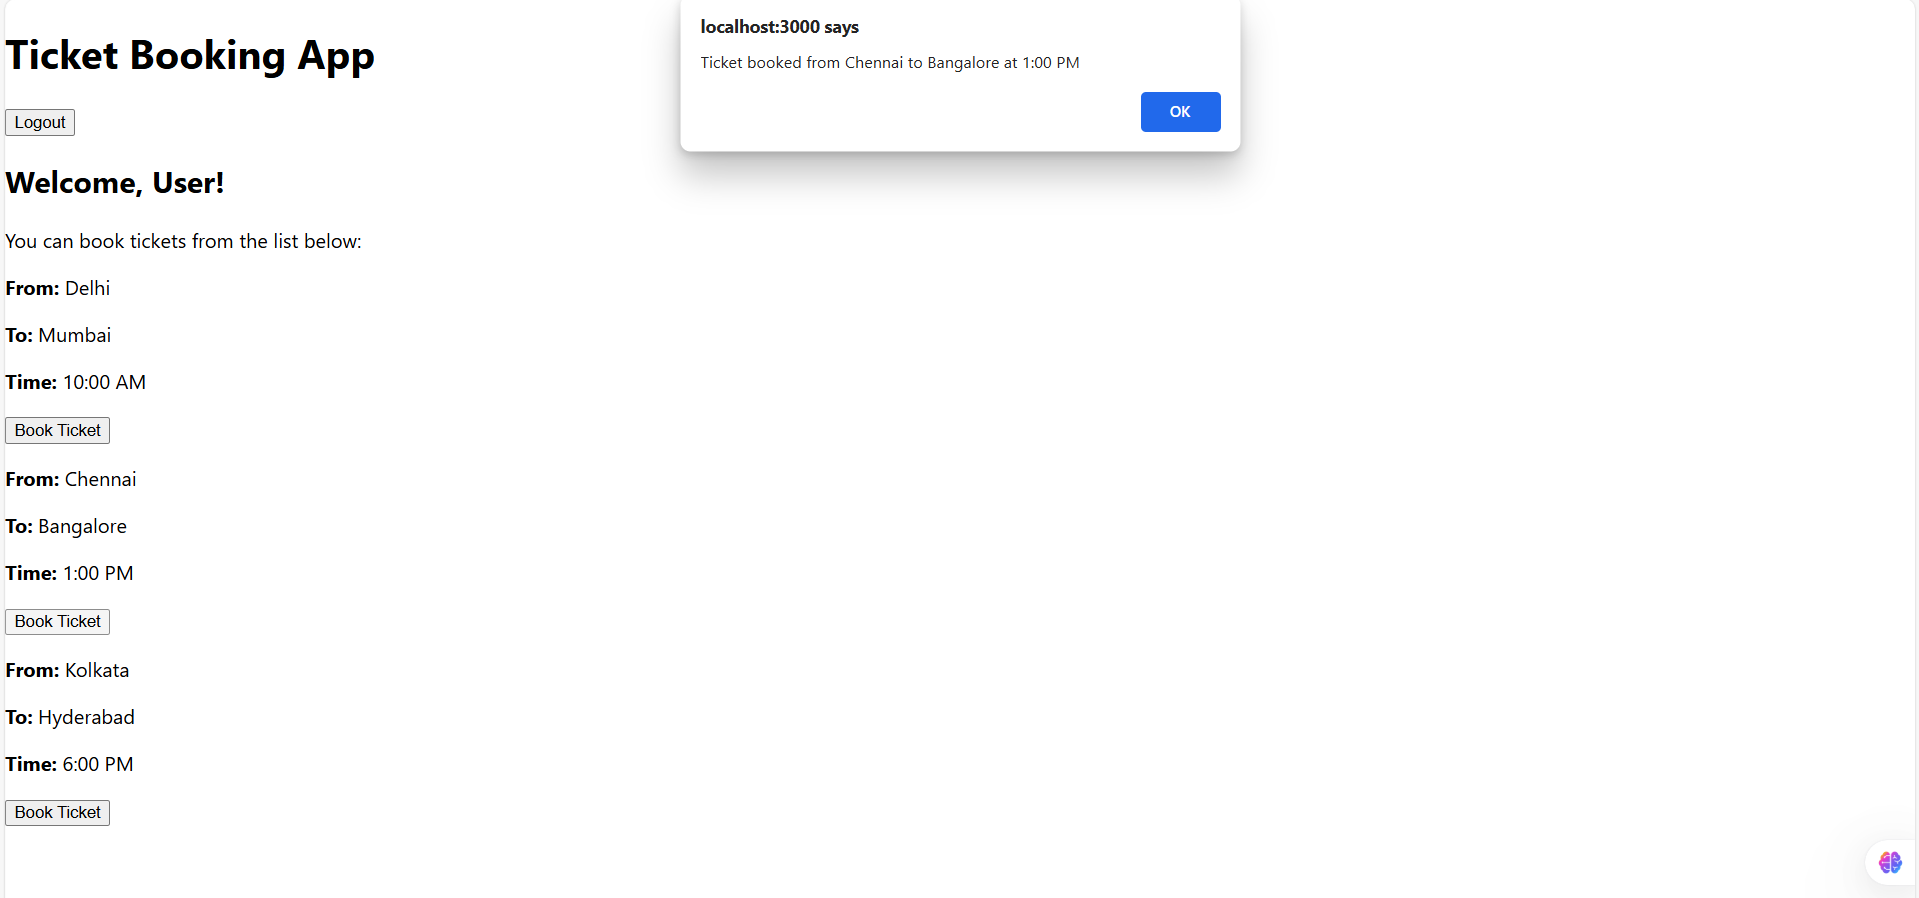 Ticket Booking App
localhost:3000 says
Ticket booked from Chennai to Bangalore at 1:00 PM
OK
Logout
Welcome, User!
You can book tickets from the list below:
From: Delhi
To: Mumbai
Time: 10:00 AM
Book Ticket
From: Chennai
To: Bangalore
Time: 1:00 PM
Book Ticket
From: Kolkata
To: Hyderabad
Time: 6:00 PM
Book Ticket